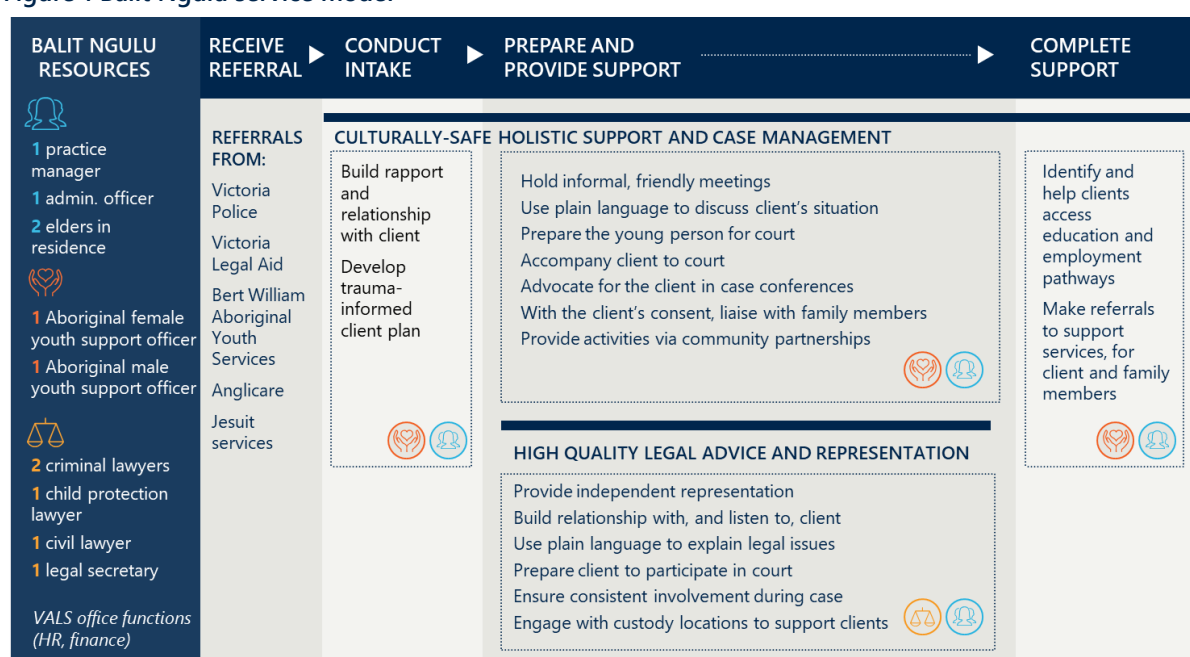 Figure 1 Balit Ngulu service model
BALIT NGULU
RESOURCES
RECEIVE
REFERRAL
CONDUCT
INTAKE
PREPARE AND
PROVIDE SUPPORT
COMPLETE
SUPPORT
1 practice
manager
1 admin. officer
2 elders in
residence
1 Aboriginal female
youth support officer
1 Aboriginal male
youth support officer
2 criminal lawyers
1 child protection
lawyer
1 civil lawyer
1 legal secretary
VALS office functions
(HR, finance)
REFERRALS
FROM:
Victoria
Police
Victoria
Legal Aid
Bert William
Aboriginal
Youth
Services
Anglicare
Jesuit
services
CULTURALLY-SAFE HOLISTIC SUPPORT AND CASE MANAGEMENT
Build rapport
and
relationship
with client
Develop
trauma-
informed
client plan
Hold informal, friendly meetings
Use plain language to discuss client's situation
Prepare the young person for court
Accompany client to court
Advocate for the client in case conferences
With the client's consent, liaise with family members
Provide activities via community partnerships
HIGH QUALITY LEGAL ADVICE AND REPRESENTATION
Provide independent representation
Build relationship with, and listen to, client
Use plain language to explain legal issues
Prepare client to participate in court
Ensure consistent involvement during case
Engage with custody locations to support clients
Identify and
help clients
access
education and
employment
pathways
Make referrals
to support
services, for
client and family
members